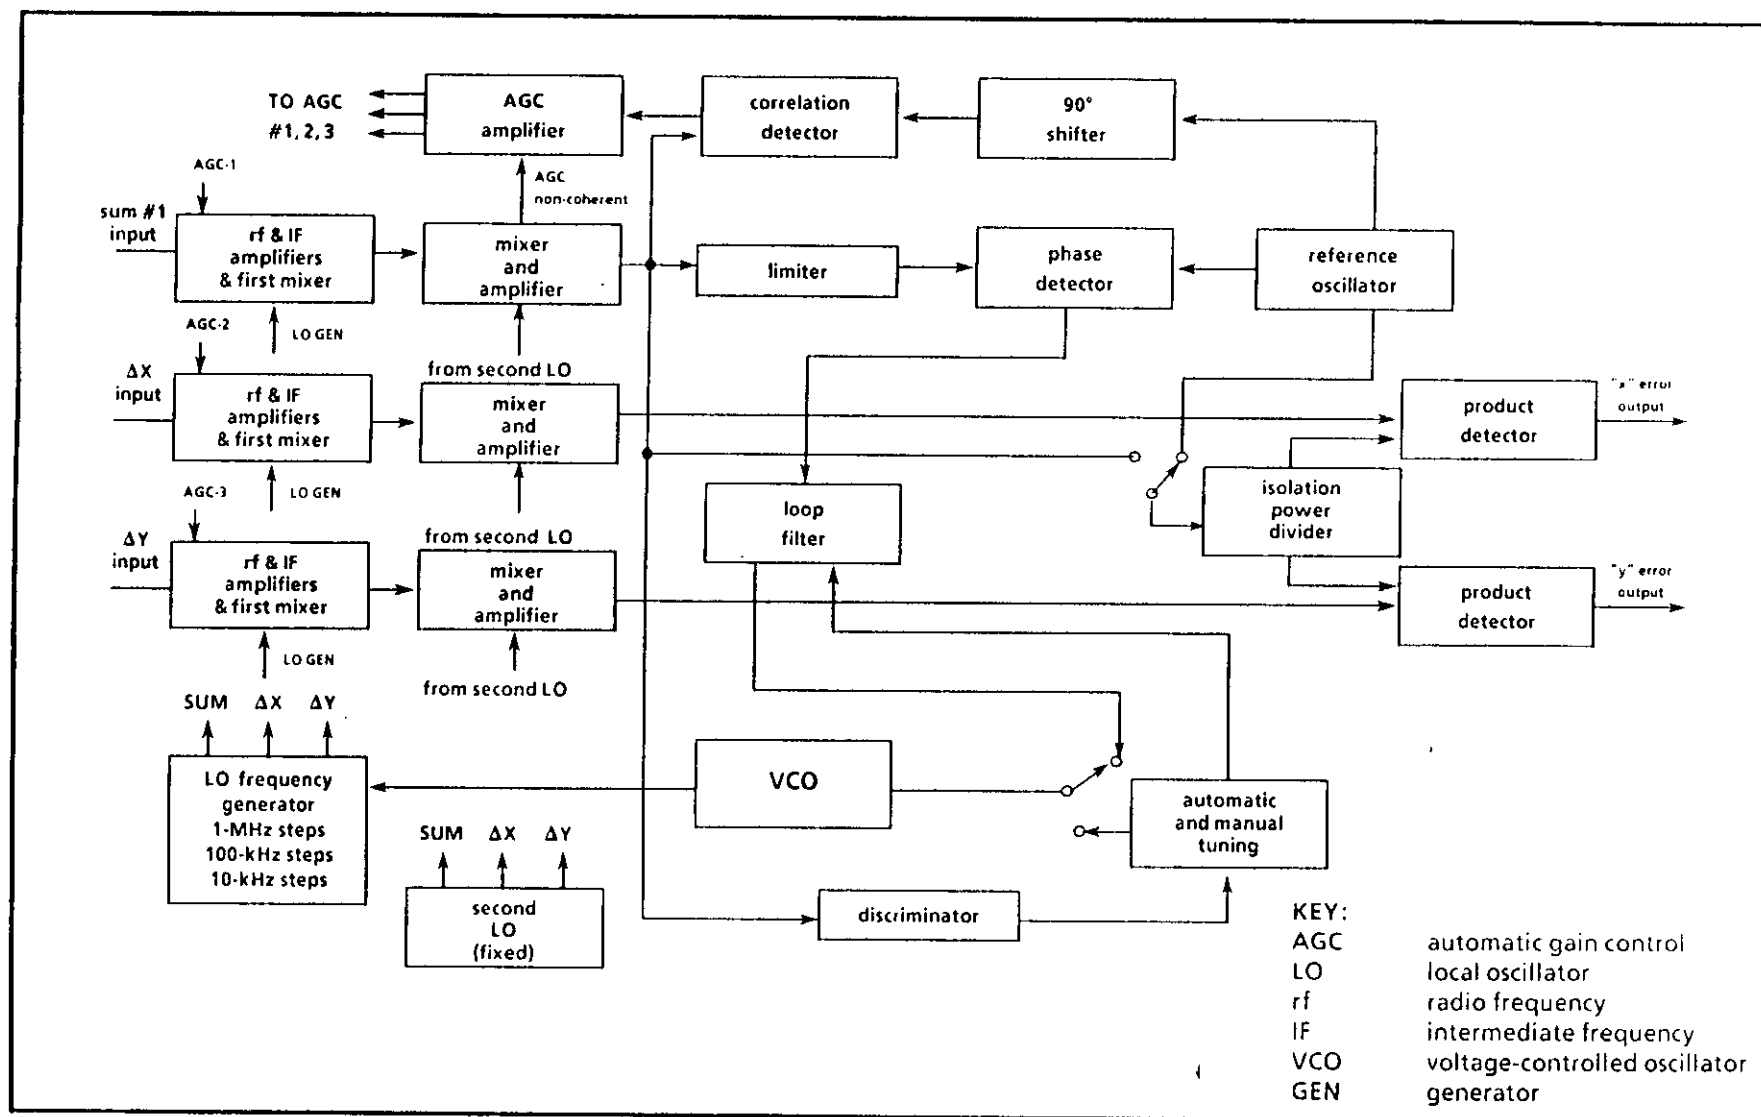 TO AGC
#1, 2, 3
AGC
amplifier
correlation
detector
90°
shifter
AGC-1
AGC
non-coherent
sum #1
input
rf & IF
amplifiers
& first mixer
mixer
and
amplifier
limiter
phase
detector
reference
oscillator
AGC-2
LO GEN
from second LO
ΔX
input
rf & IF
amplifiers
& first mixer
mixer
and
amplifier
product
detector
"x" error
output
AGC-3
LO GEN
from second LO
loop
filter
isolation
power
divider
ΔY
input
rf & IF
amplifiers
& first mixer
mixer
and
amplifier
product
detector
"y" error
output
LO GEN
from second LO
SUM ΔX ΔY
LO frequency
generator
1-MHz steps
100-kHz steps
10-kHz steps
VCO
automatic
and manual
tuning
SUM ΔX ΔY
second
LO
(fixed)
discriminator
KEY:
AGC automatic gain control
LO local oscillator
rf radio frequency
IF intermediate frequency
VCO voltage-controlled oscillator
GEN generator